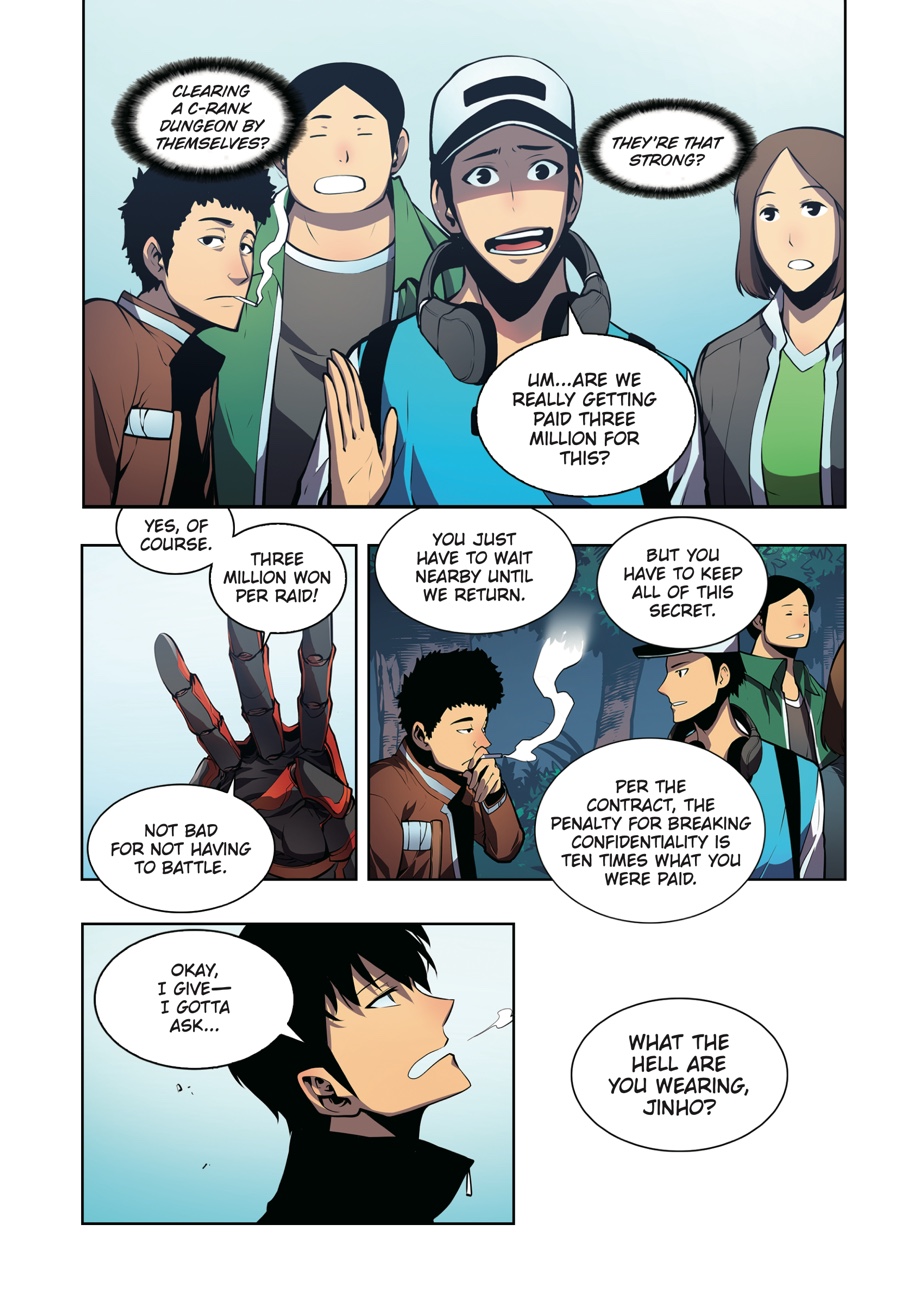 CLEARING
A C-RANK
DUNGEON BY
THEMSELVES?
THEY'RE THAT
STRONG?
UM...ARE WE
REALLY GETTING
PAID THREE
MILLION FOR
THIS?
YES, OF
COURSE.
THREE
MILLION WON
PER RAID!
NOT BAD
FOR NOT HAVING
TO BATTLE.
YOU JUST
HAVE TO WAIT
NEARBY UNTIL
WE RETURN.
BUT YOU
HAVE TO KEEP
ALL OF THIS
SECRET.
PER THE
CONTRACT, THE
PENALTY FOR BREAKING
CONFIDENTIALITY IS
TEN TIMES WHAT YOU
WERE PAID.
OKAY,
I GIVE—
I GOTTA
ASK...
WHAT THE
HELL ARE
YOU WEARING,
JINHO?